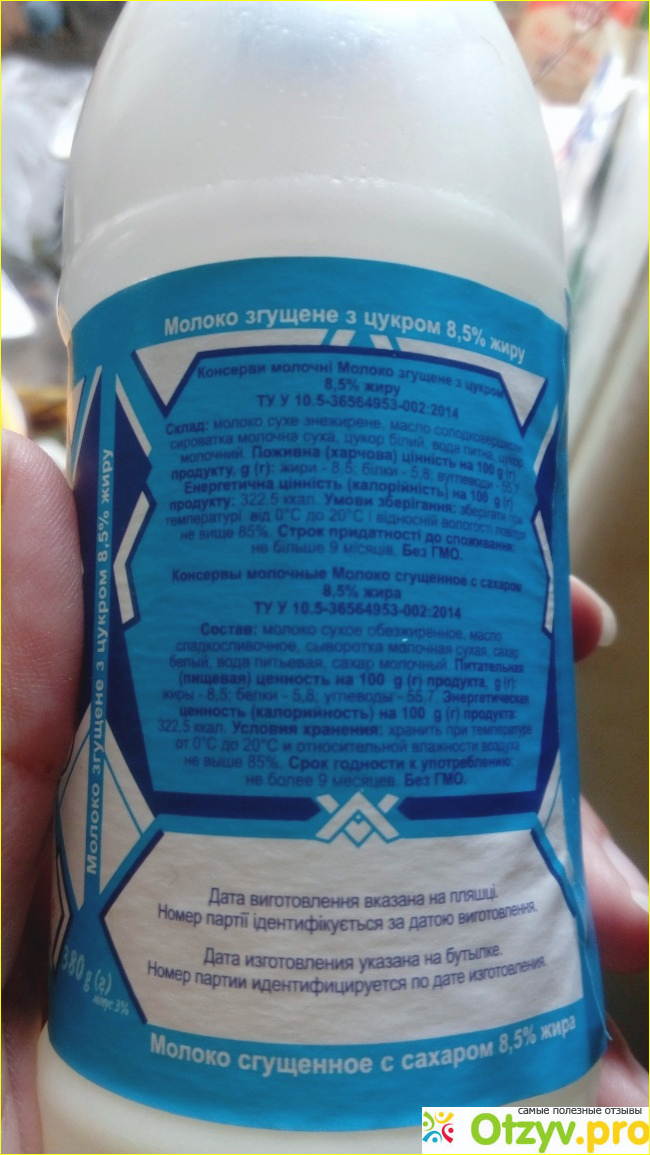 Молоко згущене з цукром 8,5% жиру
Консерви молочні Молоко згущене з цукром
8,5% жиру
ТУ У 10.5-36564953-002:2014
Склад: молоко сухе знежирене, масло солодковершкове,
сироватка молочна суха, цукор білий, вода питна, цукор
молочний. Поживна (харчова) цінність на 100 g (г)
продукту, g (г): жири - 8,5; білки - 5,8; вуглеводи - 55,7.
Енергетична цінність (калорійність) на 100 g (г)
продукту: 322,5 ккал. Умови зберігання: зберігати при
температурі від 0°С до 20°С і відносній вологості повітря
не вище 85%. Строк придатності до споживання:
не більше 9 місяців. Без ГМО.
Консервы молочные Молоко сгущенное с сахаром
8,5% жира
ТУ У 10.5-36564953-002:2014
Состав: молоко сухое обезжиренное, масло
сладкосливочное, сыворотка молочная сухая, сахар
белый, вода питьевая, сахар молочный. Питательная
(пищевая) ценность на 100 g (г) продукта, g (г):
жиры - 8,5; белки - 5,8; углеводы - 55,7. Энергетическая
ценность (калорийность) на 100 g (г) продукта:
322,5 ккал. Условия хранения: хранить при температуре
от 0°С до 20°С и относительной влажности воздуха
не выше 85%. Срок годности к употреблению:
не более 9 месяцев. Без ГМО.
Молоко згущене з цукром 8,5% жиру
Дата виготовлення вказана на пляшці.
Номер партії ідентифікується за датою виготовлення.
Дата изготовления указана на бутылке.
Номер партии идентифицируется по дате изготовления.
380 g (г)
мінус 3%
Молоко сгущенное с сахаром 8,5% жира
самые полезные отзывы
Otzyv.pro